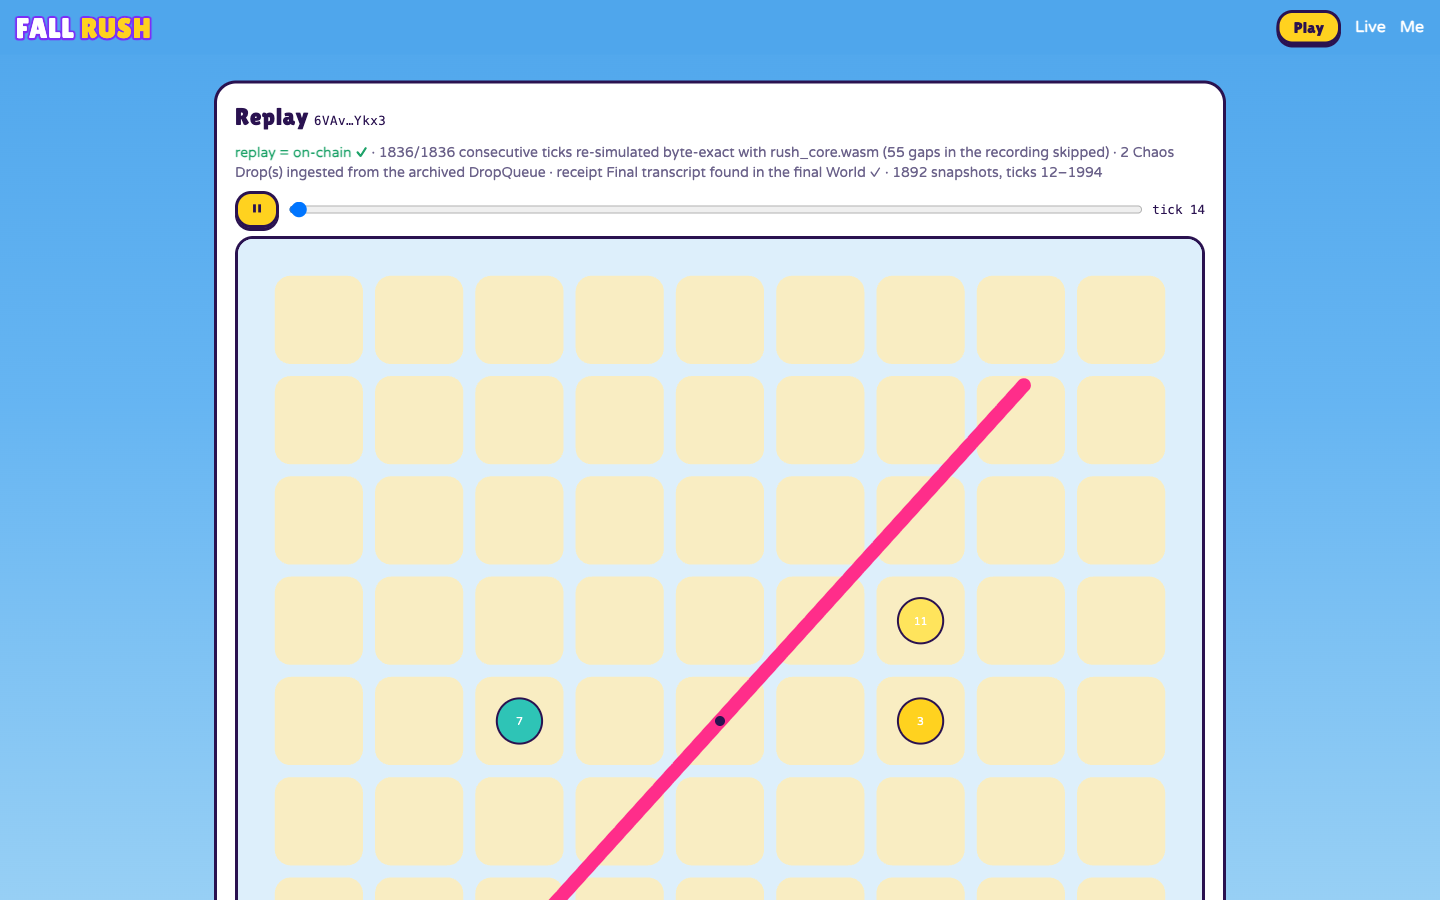 FALL RUSH
Play Live Me
Replay 6VAv…Ykx3
replay = on-chain ✓ · 1836/1836 consecutive ticks re-simulated byte-exact with rush_core.wasm (55 gaps in the recording skipped) · 2 Chaos
Drop(s) ingested from the archived DropQueue · receipt Final transcript found in the final World ✓ · 1892 snapshots, ticks 12–1994
tick 14
11
7
3